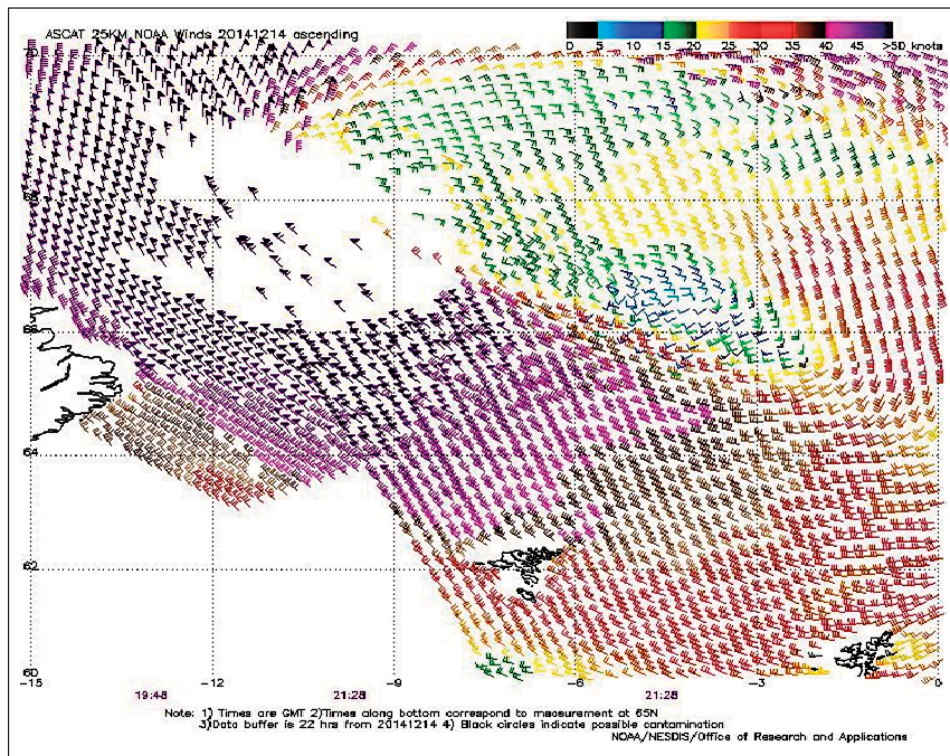 ASCAT 25KM NOAA Winds 20141214 ascending
0 5 10 15 20 25 30 35 40 45 >50 knots
70
68
66
64
62
60
-15 -12 -9 -6 -3 0
19:48 21:28 21:28
Note: 1) Times are GMT 2)Times along bottom correspond to measurement at 65N
3)Data buffer is 22 hrs from 20141214 4) Black circles indicate possible contamination
NOAA/NESDIS/Office of Research and Applications